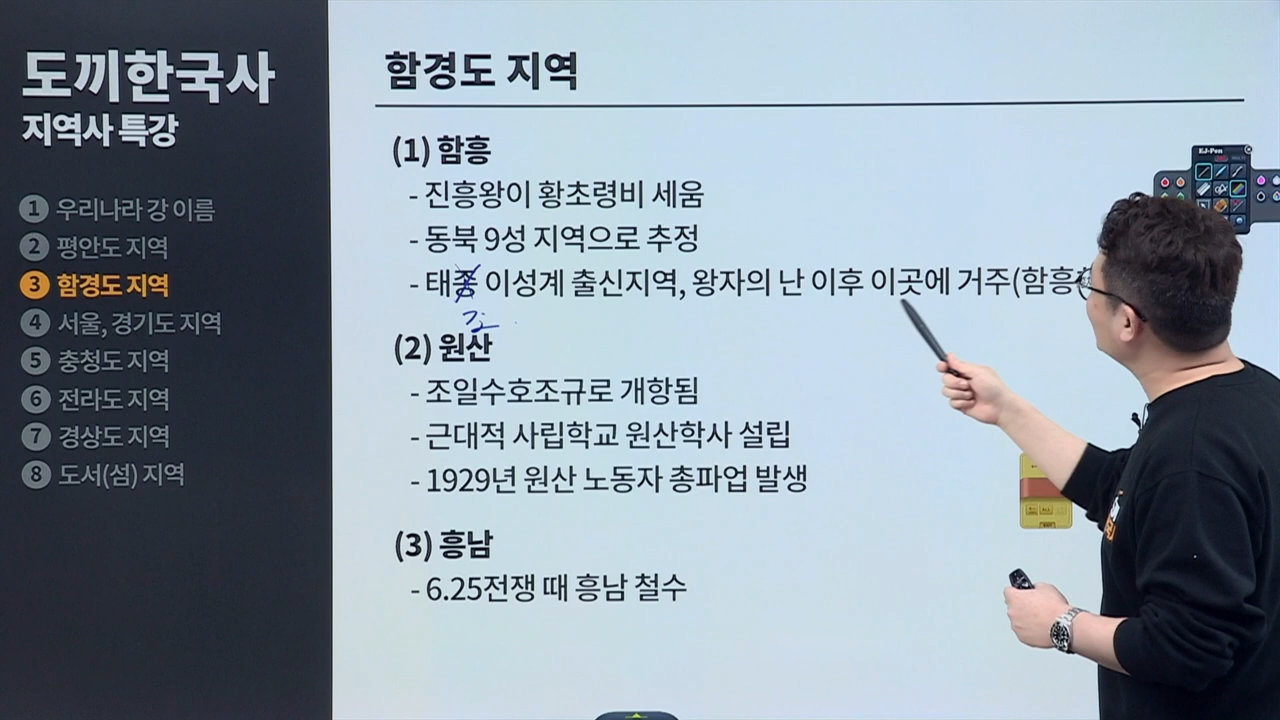 도끼한국사
지역사 특강
1 우리나라 강 이름
2 평안도 지역
3 함경도 지역
4 서울, 경기도 지역
5 충청도 지역
6 전라도 지역
7 경상도 지역
8 도서(섬) 지역
함경도 지역
(1) 함흥
- 진흥왕이 황초령비 세움
- 동북 9성 지역으로 추정
- 태종 이성계 출신지역, 왕자의 난 이후 이곳에 거주(함흥
조
(2) 원산
- 조일수호조규로 개항됨
- 근대적 사립학교 원산학사 설립
- 1929년 원산 노동자 총파업 발생
(3) 흥남
- 6.25전쟁 때 흥남 철수
EJ-Pen